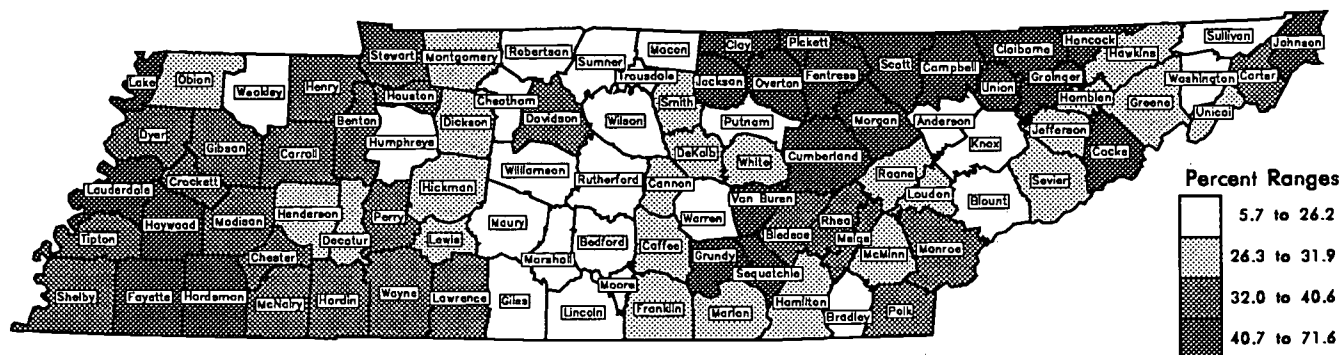 Stewart
Montgomery
Robertson
Sumner
Macon
Clay
Pickett
Claiborne
Hancock
Hawkins
Sullivan
Johnson
Lake
Obion
Weakley
Henry
Houston
Cheatham
Trousdale
Smith
Jackson
Overton
Fentress
Scott
Campbell
Union
Grainger
Hamblen
Greene
Washington
Carter
Unicoi
Dyer
Gibson
Carroll
Benton
Humphreys
Dickson
Davidson
Wilson
DeKalb
Putnam
White
Cumberland
Morgan
Anderson
Knox
Jefferson
Cocke
Sevier
Lauderdale
Crockett
Madison
Henderson
Decatur
Perry
Hickman
Williamson
Rutherford
Cannon
Warren
Van Buren
Bledsoe
Rhea
Roane
Loudon
Blount
Tipton
Haywood
Chester
Lewis
Maury
Marshall
Bedford
Coffee
Grundy
Sequatchie
Meigs
McMinn
Monroe
Shelby
Fayette
Hardeman
McNairy
Hardin
Wayne
Lawrence
Giles
Lincoln
Moore
Franklin
Marion
Hamilton
Bradley
Polk
Percent Ranges
5.7 to 26.2
26.3 to 31.9
32.0 to 40.6
40.7 to 71.6